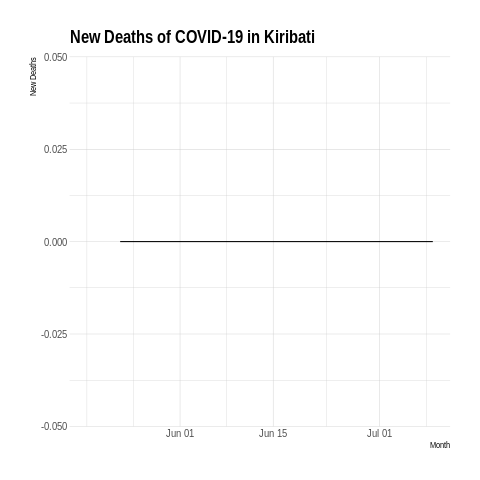 New Deaths of COVID-19 in Kiribati
New Deaths
0.050
0.025
0.000
-0.025
-0.050
Jun 01
Jun 15
Jul 01
Month